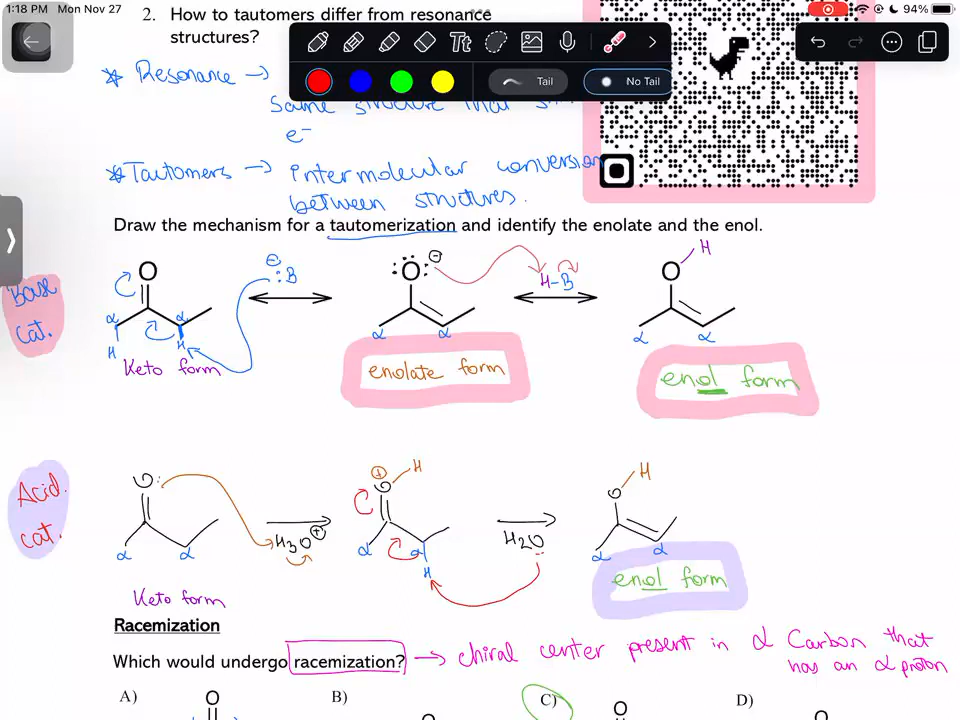 1:18 PM Mon Nov 27
94%
2. How to tautomers differ from resonance
structures?
Tt
Tail
No Tail
* Resonance →
Same structure that
e⁻
* Tautomers → intermolecular conversion
between structures.
Draw the mechanism for a tautomerization and identify the enolate and the enol.
Base
cat.
O
α
H
α
H
⊖
:B
Keto form
O
⊖
α
α
enolate form
H-B
O
H
α
α
enol form
Acid
cat.
O:
α
α
Keto form
H3O⊕
⊕
O
H
α
α
H
H2O
O
H
α
α
enol form
Racemization
Which would undergo racemization? → chiral center present in α Carbon that
has an α proton
A) B) C) D)
O
O
O
O